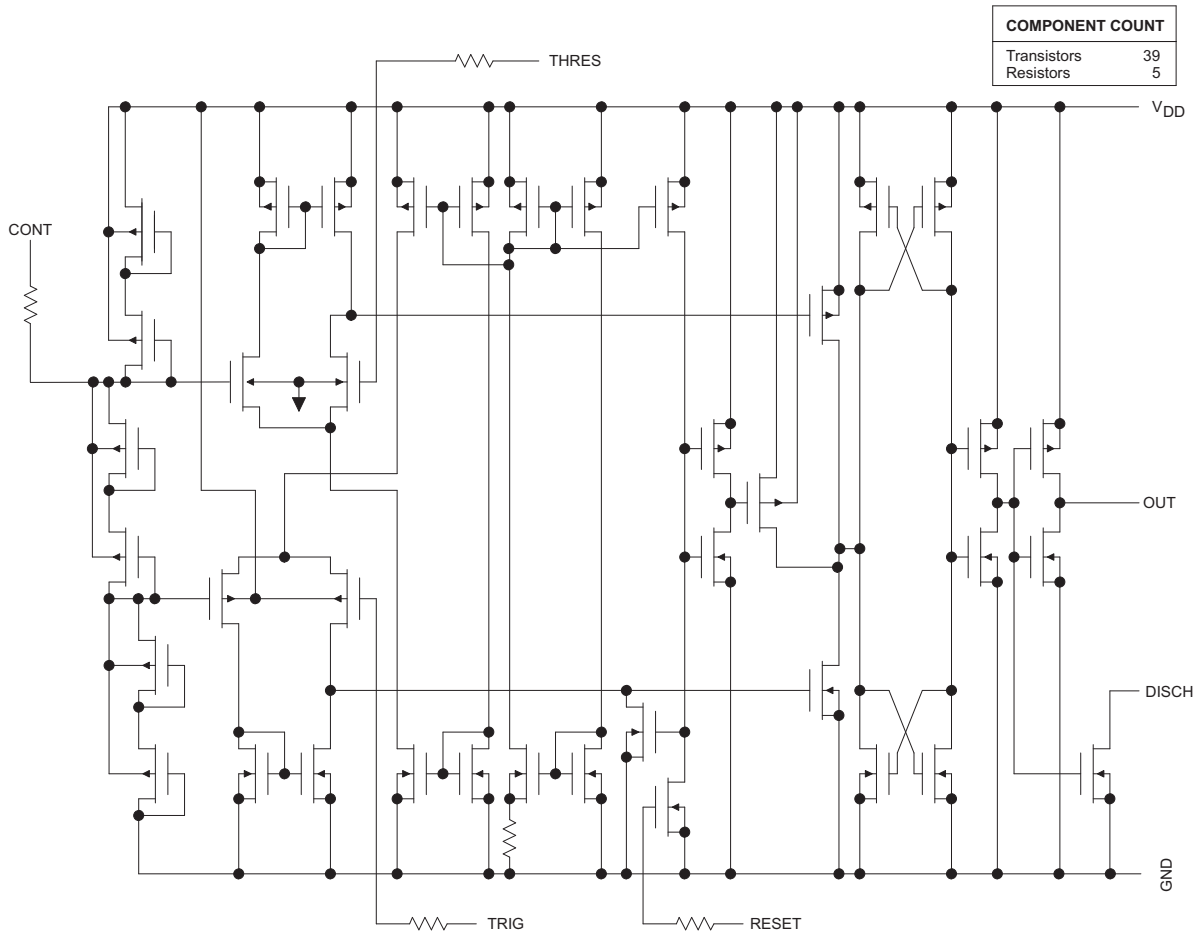 COMPONENT COUNT
Transistors 39
Resistors 5
THRES
VDD
CONT
OUT
DISCH
GND
TRIG
RESET